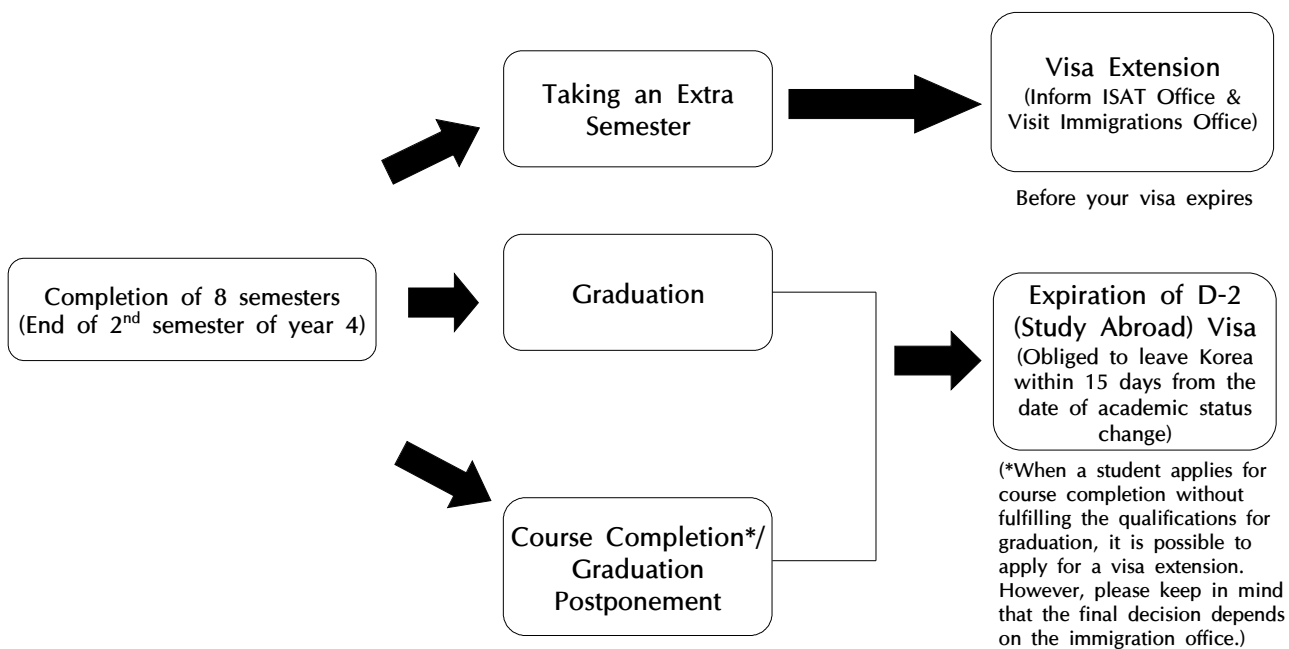 Taking an Extra
Semester
Visa Extension
(Inform ISAT Office &
Visit Immigrations Office)
Before your visa expires
Completion of 8 semesters
(End of 2nd semester of year 4)
Graduation
Expiration of D-2
(Study Abroad) Visa
(Obliged to leave Korea
within 15 days from the
date of academic status
change)
Course Completion*/
Graduation
Postponement
(*When a student applies for
course completion without
fulfilling the qualifications for
graduation, it is possible to
apply for a visa extension.
However, please keep in mind
that the final decision depends
on the immigration office.)